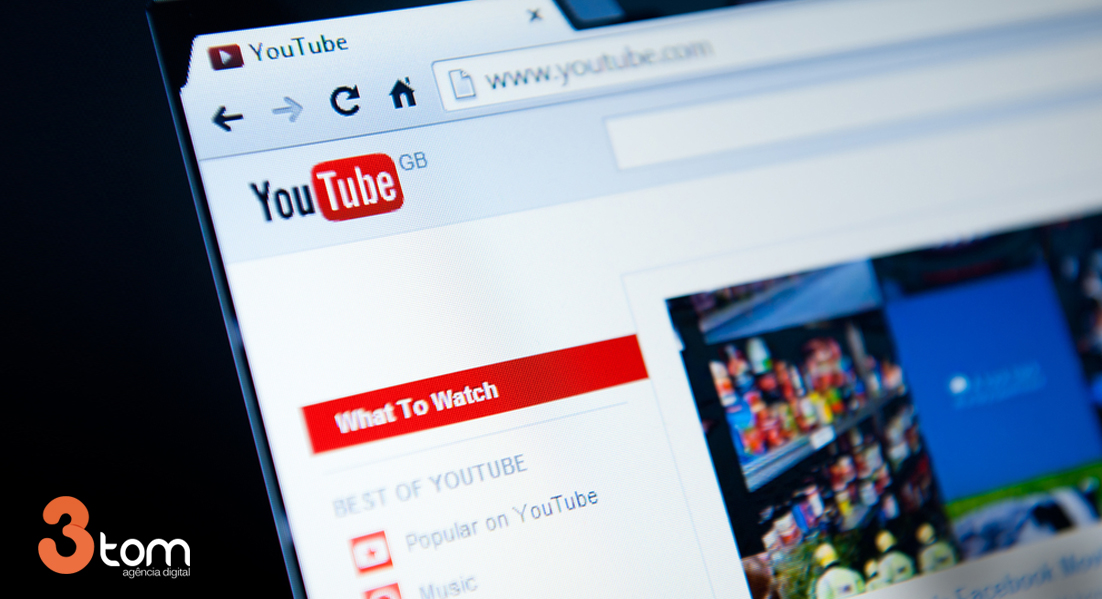 YouTube
www.youtube.com
YouTube GB
What To Watch
BEST OF YOUTUBE
Popular on YouTube
Music
Facebook
3tom
agência digital